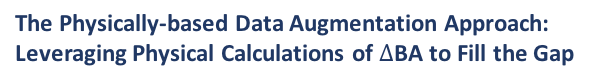 The Physically-based Data Augmentation Approach:
Leveraging Physical Calculations of ΔBA to Fill the Gap